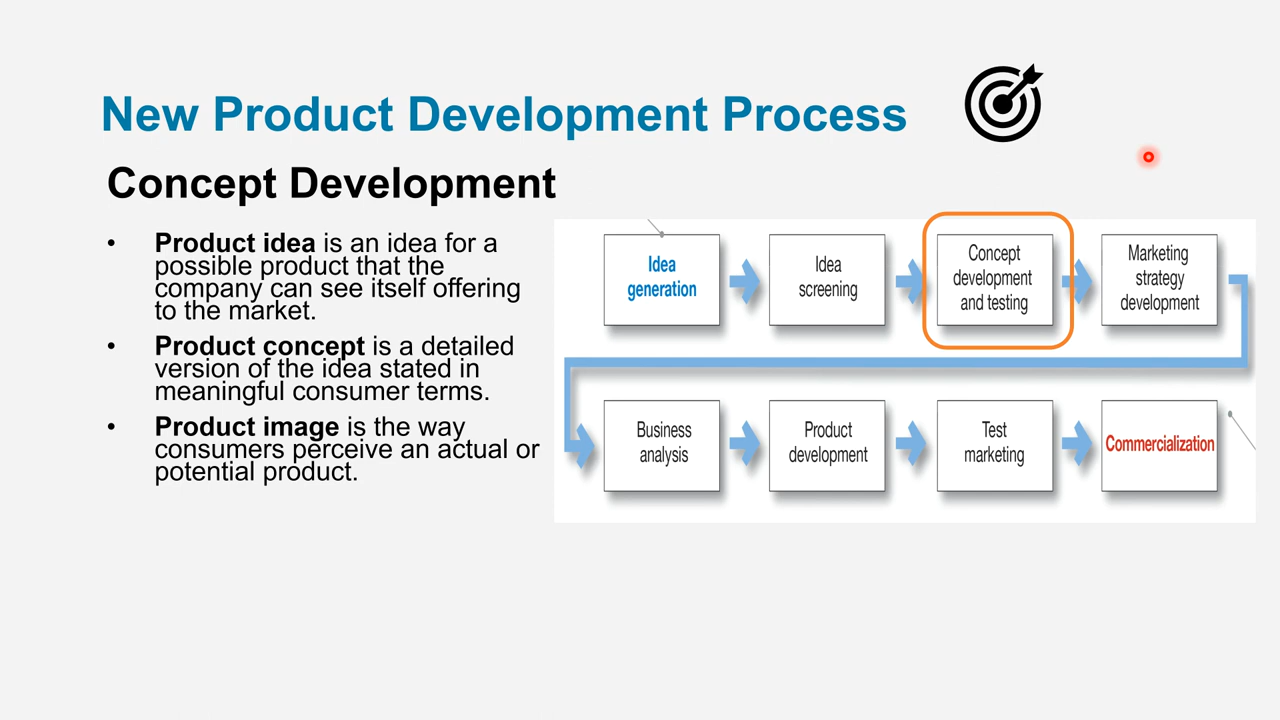 New Product Development Process
Concept Development
• Product idea is an idea for a
possible product that the
company can see itself offering
to the market.
• Product concept is a detailed
version of the idea stated in
meaningful consumer terms.
• Product image is the way
consumers perceive an actual or
potential product.
Idea
generation
Idea
screening
Concept
development
and testing
Marketing
strategy
development
Business
analysis
Product
development
Test
marketing
Commercialization